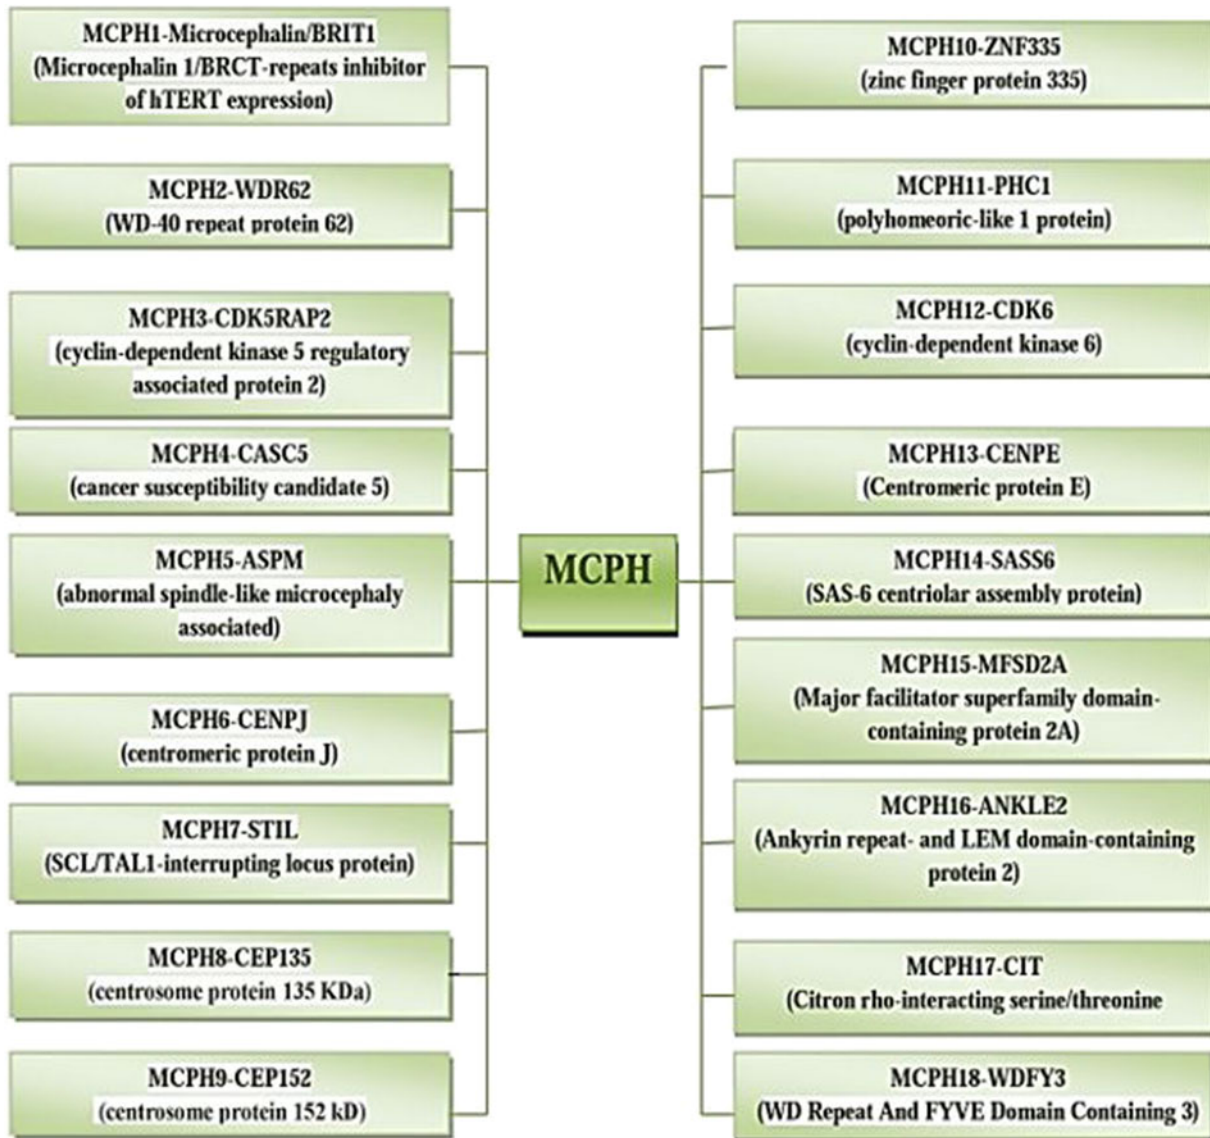 MCPH1-Microcephalin/BRIT1
(Microcephalin 1/BRCT-repeats inhibitor
of hTERT expression)
MCPH2-WDR62
(WD-40 repeat protein 62)
MCPH3-CDK5RAP2
(cyclin-dependent kinase 5 regulatory
associated protein 2)
MCPH4-CASC5
(cancer susceptibility candidate 5)
MCPH5-ASPM
(abnormal spindle-like microcephaly
associated)
MCPH6-CENPJ
(centromeric protein J)
MCPH7-STIL
(SCL/TAL1-interrupting locus protein)
MCPH8-CEP135
(centrosome protein 135 KDa)
MCPH9-CEP152
(centrosome protein 152 kD)
MCPH
MCPH10-ZNF335
(zinc finger protein 335)
MCPH11-PHC1
(polyhomeoric-like 1 protein)
MCPH12-CDK6
(cyclin-dependent kinase 6)
MCPH13-CENPE
(Centromeric protein E)
MCPH14-SASS6
(SAS-6 centriolar assembly protein)
MCPH15-MFSD2A
(Major facilitator superfamily domain-
containing protein 2A)
MCPH16-ANKLE2
(Ankyrin repeat- and LEM domain-containing
protein 2)
MCPH17-CIT
(Citron rho-interacting serine/threonine
MCPH18-WDFY3
(WD Repeat And FYVE Domain Containing 3)